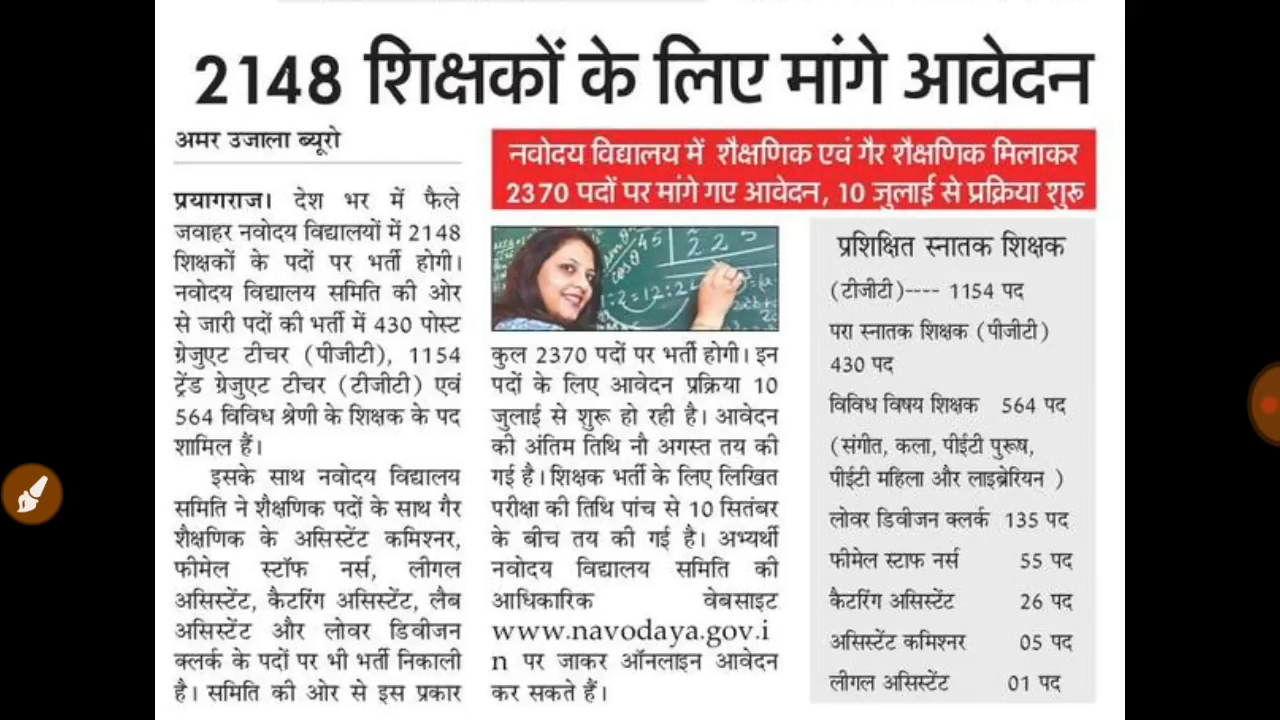 2148 शिक्षकों के लिए मांगे आवेदन
अमर उजाला ब्यूरो
प्रयागराज। देश भर में फैले
जवाहर नवोदय विद्यालयों में 2148
शिक्षकों के पदों पर भर्ती होगी।
नवोदय विद्यालय समिति की ओर
से जारी पदों की भर्ती में 430 पोस्ट
ग्रेजुएट टीचर (पीजीटी), 1154
ट्रेंड ग्रेजुएट टीचर (टीजीटी) एवं
564 विविध श्रेणी के शिक्षक के पद
शामिल हैं।
इसके साथ नवोदय विद्यालय
समिति ने शैक्षणिक पदों के साथ गैर
शैक्षणिक के असिस्टेंट कमिश्नर,
फीमेल स्टॉफ नर्स, लीगल
असिस्टेंट, कैटरिंग असिस्टेंट, लैब
असिस्टेंट और लोवर डिवीजन
क्लर्क के पदों पर भी भर्ती निकाली
है। समिति की ओर से इस प्रकार
नवोदय विद्यालय में शैक्षणिक एवं गैर शैक्षणिक मिलाकर
2370 पदों पर मांगे गए आवेदन, 10 जुलाई से प्रक्रिया शुरू
कुल 2370 पदों पर भर्ती होगी। इन
पदों के लिए आवेदन प्रक्रिया 10
जुलाई से शुरू हो रही है। आवेदन
की अंतिम तिथि नौ अगस्त तय की
गई है। शिक्षक भर्ती के लिए लिखित
परीक्षा की तिथि पांच से 10 सितंबर
के बीच तय की गई है। अभ्यर्थी
नवोदय विद्यालय समिति की
आधिकारिक वेबसाइट
www.navodaya.gov.i
n पर जाकर ऑनलाइन आवेदन
कर सकते हैं।
प्रशिक्षित स्नातक शिक्षक
(टीजीटी)---- 1154 पद
परा स्नातक शिक्षक (पीजीटी)
430 पद
विविध विषय शिक्षक 564 पद
(संगीत, कला, पीईटी पुरूष,
पीईटी महिला और लाइब्रेरियन )
लोवर डिवीजन क्लर्क 135 पद
फीमेल स्टाफ नर्स 55 पद
कैटरिंग असिस्टेंट 26 पद
असिस्टेंट कमिश्नर 05 पद
लीगल असिस्टेंट 01 पद